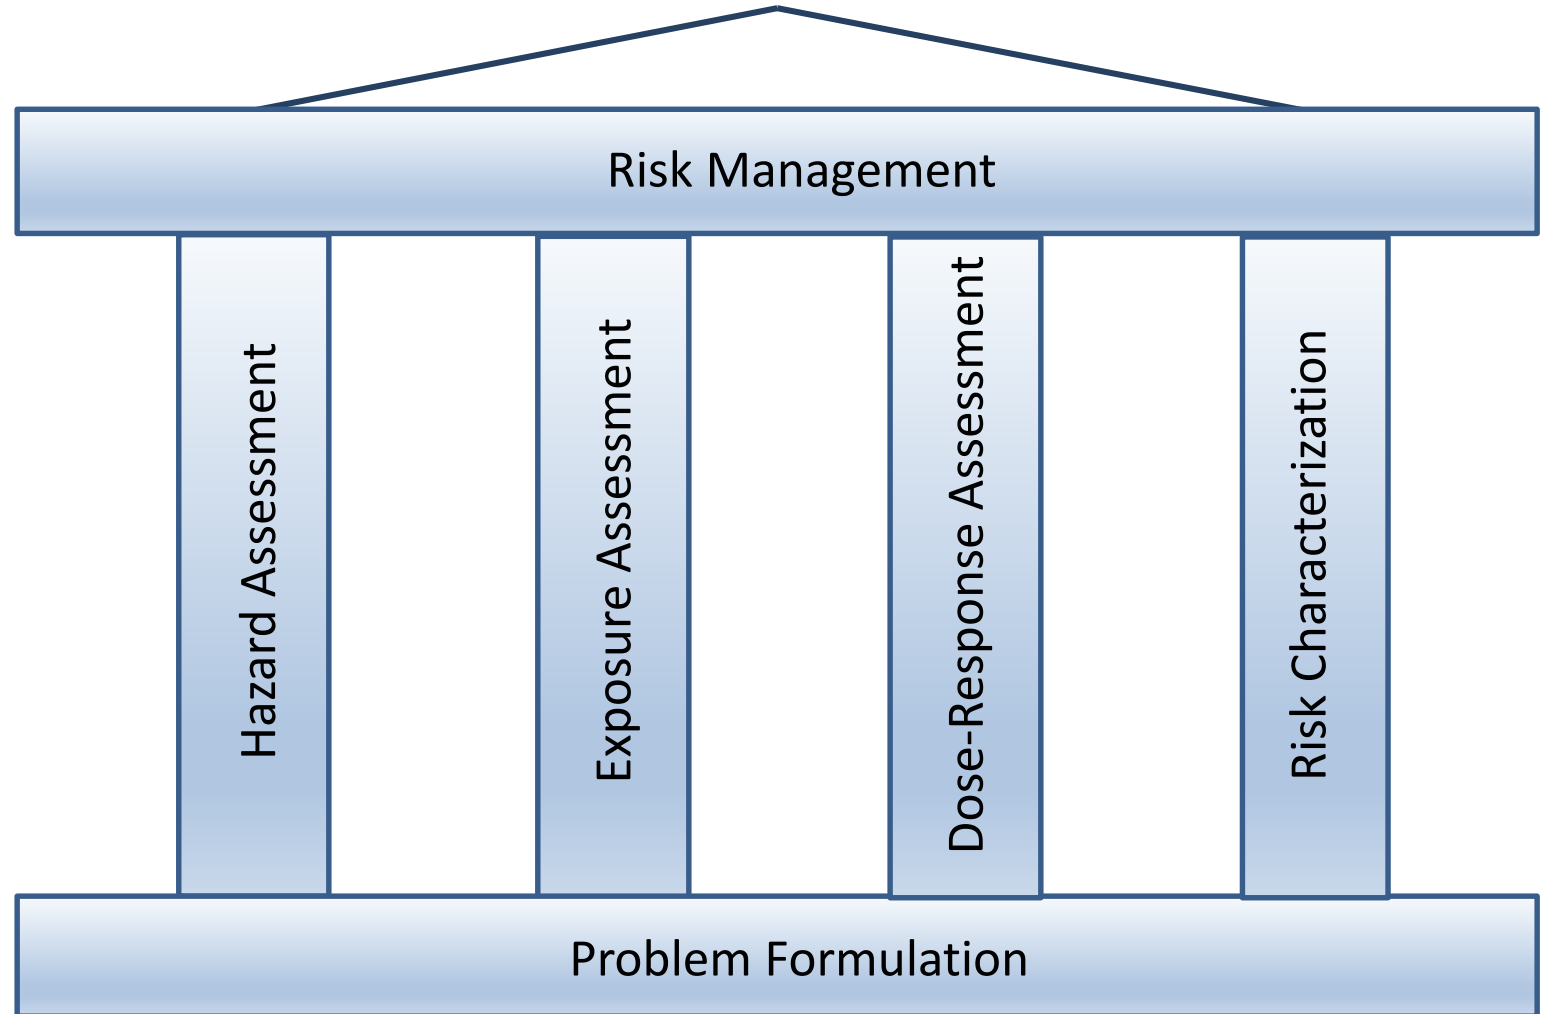 Risk Management
Hazard Assessment
Exposure Assessment
Dose-Response Assessment
Risk Characterization
Problem Formulation